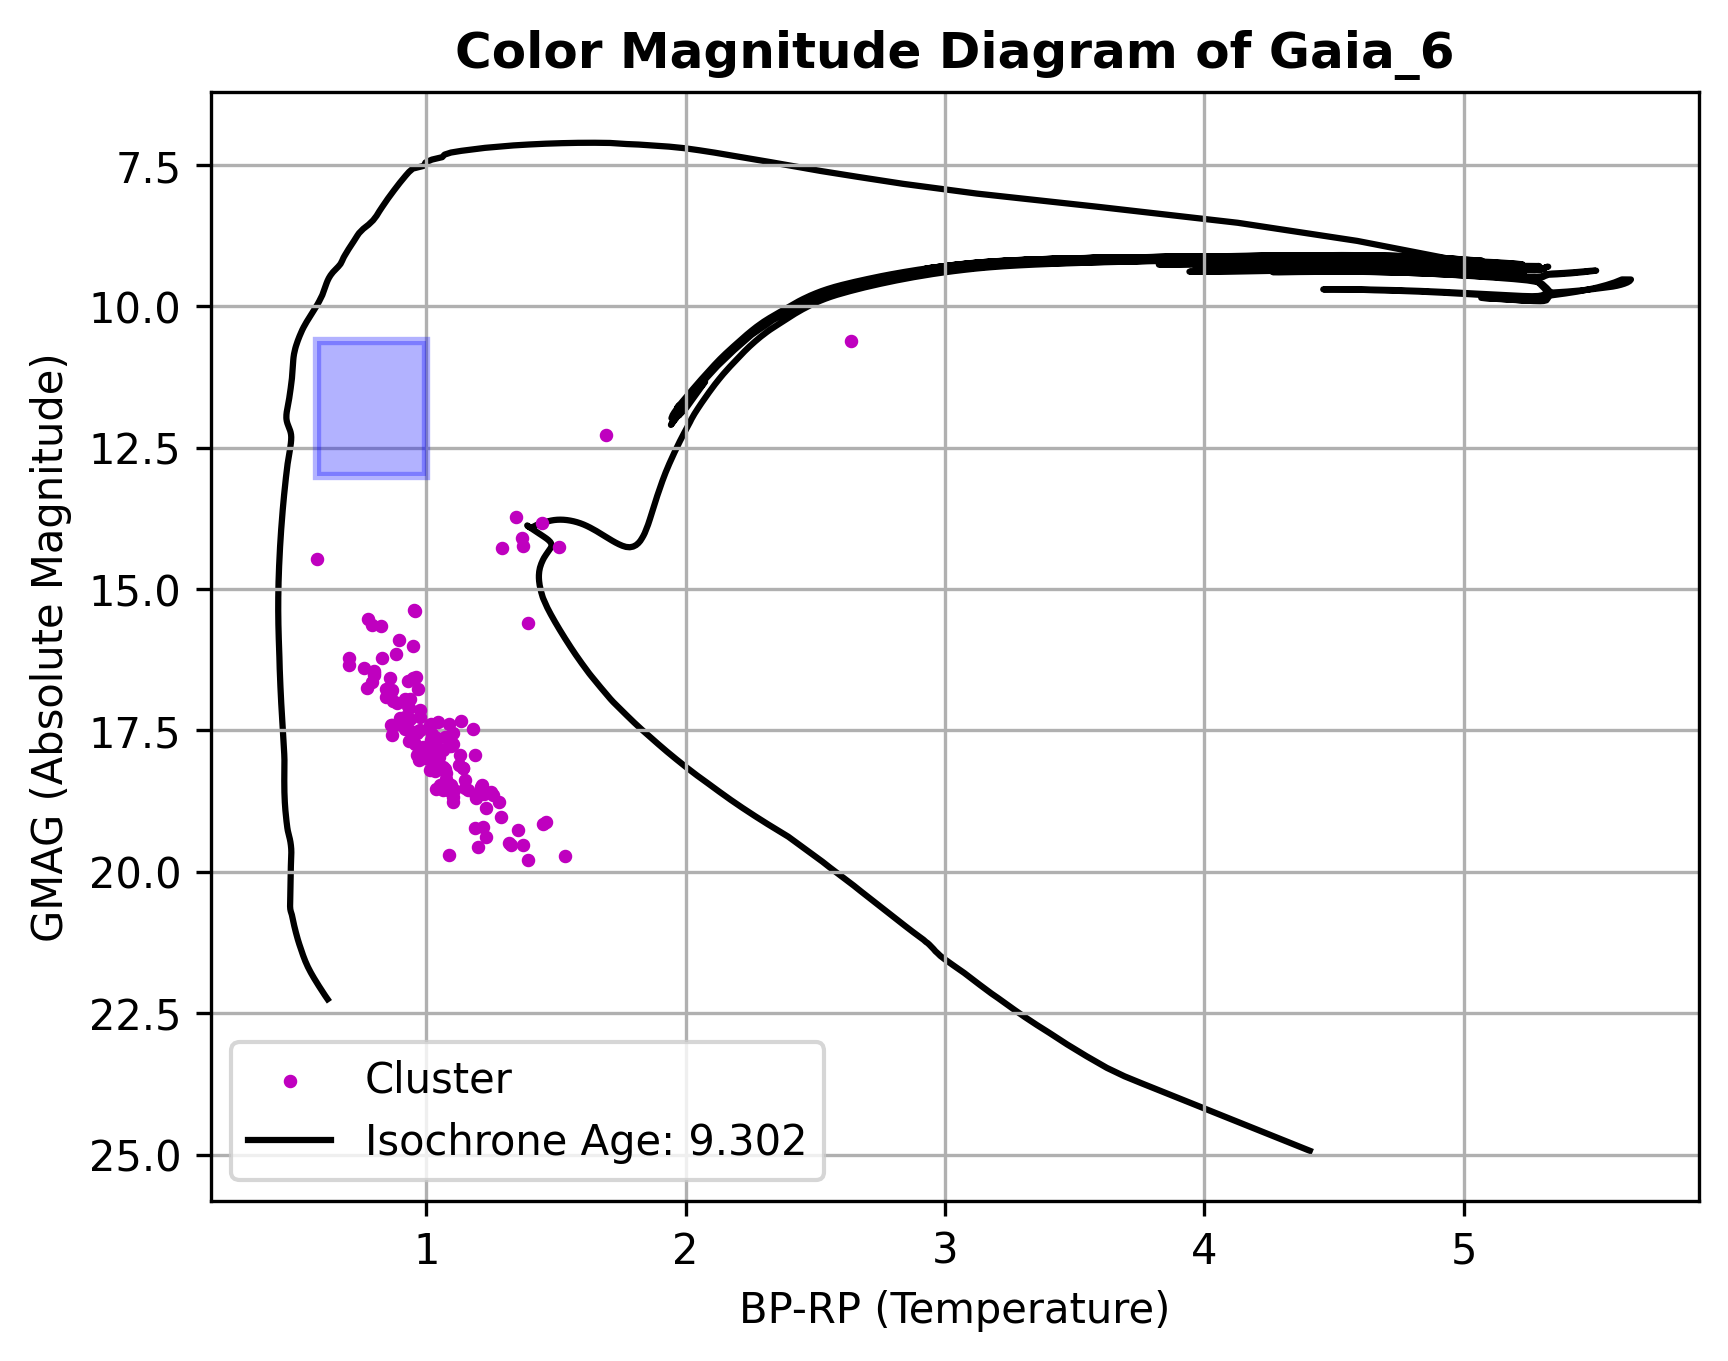 Color Magnitude Diagram of Gaia_6
GMAG (Absolute Magnitude)
7.5
10.0
12.5
15.0
17.5
20.0
22.5
25.0
Cluster
Isochrone Age: 9.302
1 2 3 4 5
BP-RP (Temperature)